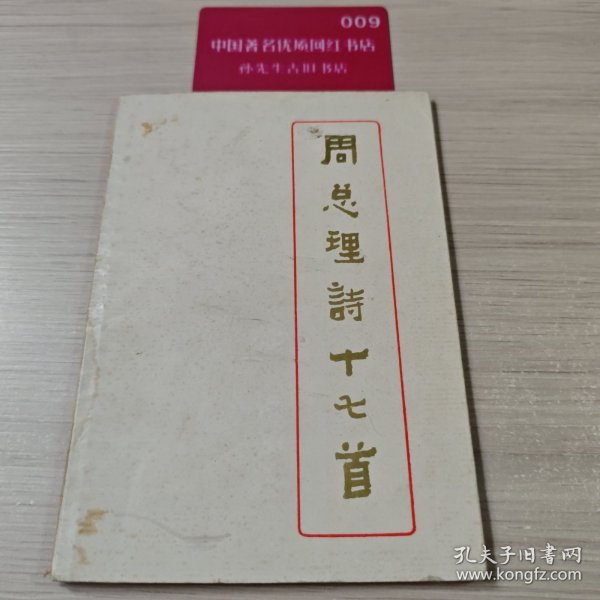 009
中国著名优质网红书店
孙先生古旧书店
周总理詩十七首
孔夫子旧书网
www.kongfz.com